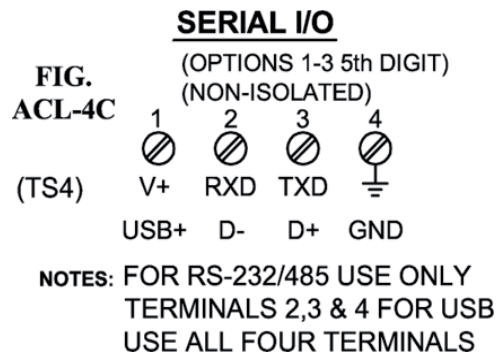 SERIAL I/O
FIG. ACL-4C
(OPTIONS 1-3 5th DIGIT)
(NON-ISOLATED)
1 2 3 4
(TS4) V+ RXD TXD
USB+ D- D+ GND
NOTES: FOR RS-232/485 USE ONLY
TERMINALS 2,3 & 4 FOR USB
USE ALL FOUR TERMINALS